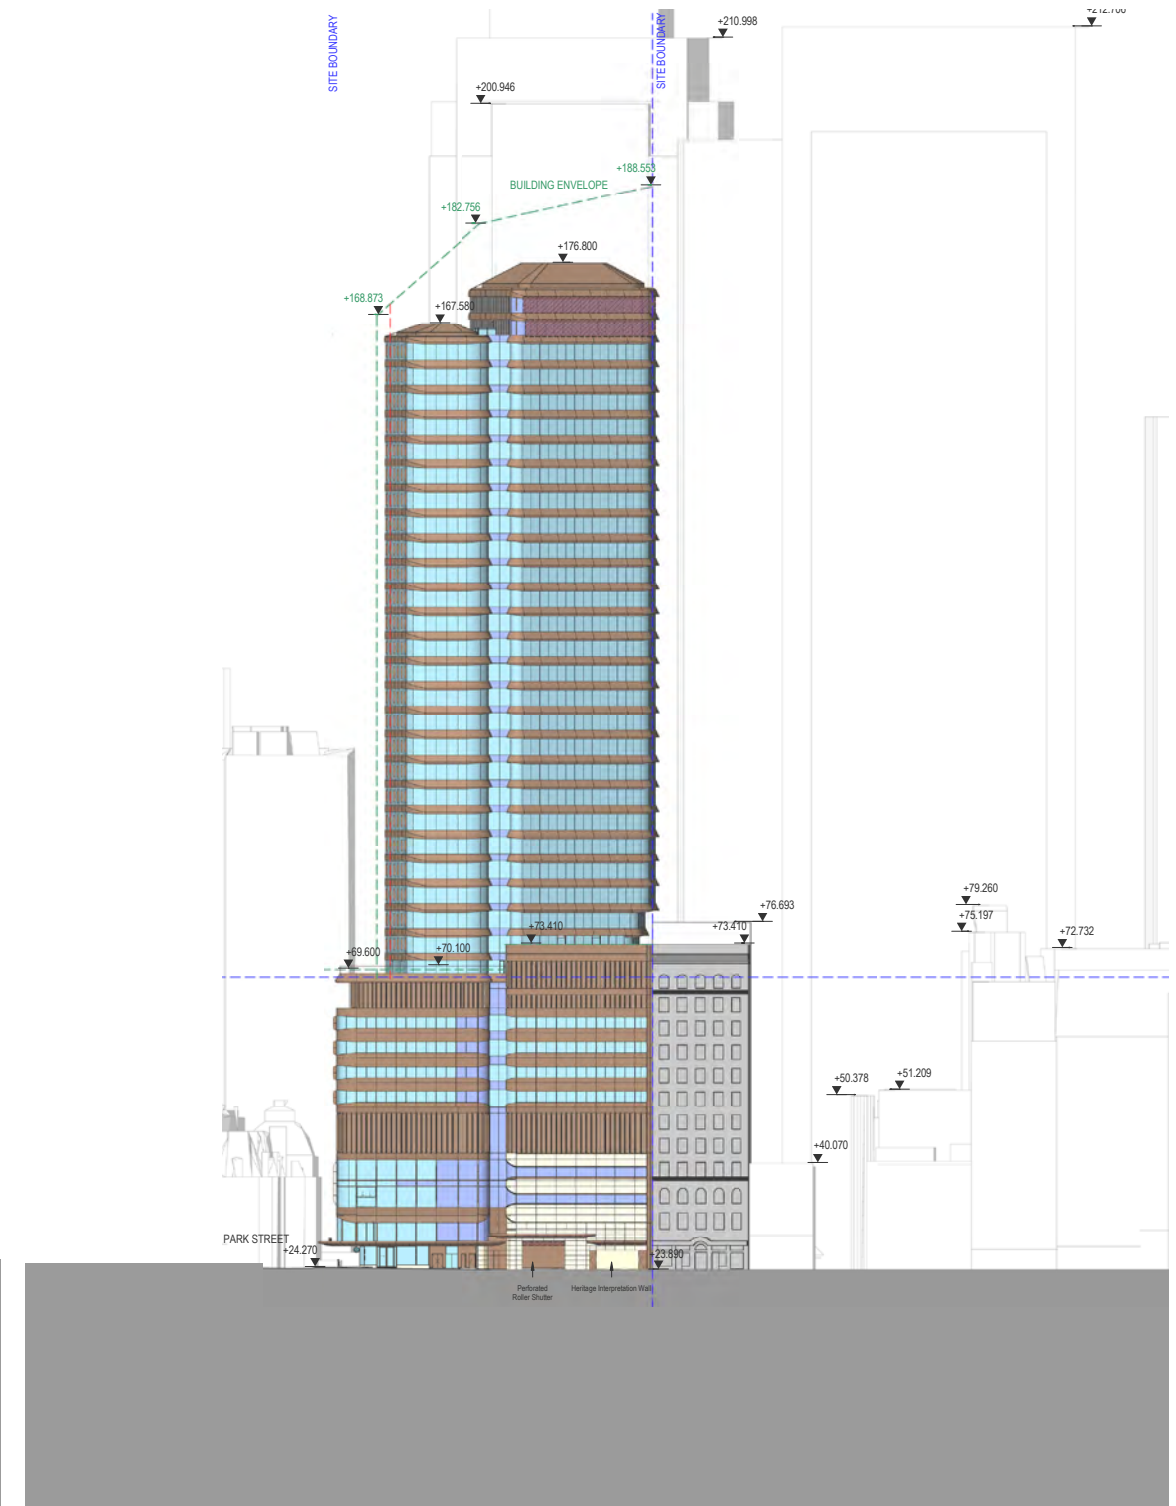 SITE BOUNDARY
SITE BOUNDARY
+210.998
+200.946
+188.553
BUILDING ENVELOPE
+182.756
+176.800
+168.873
+167.580
+79.260
+76.693
+75.197
+73.410
+73.410
+72.732
+69.600
+70.100
+50.378
+51.209
+40.070
PARK STREET
+24.270
+23.890
Perforated
Roller Shutter
Heritage Interpretation Wall